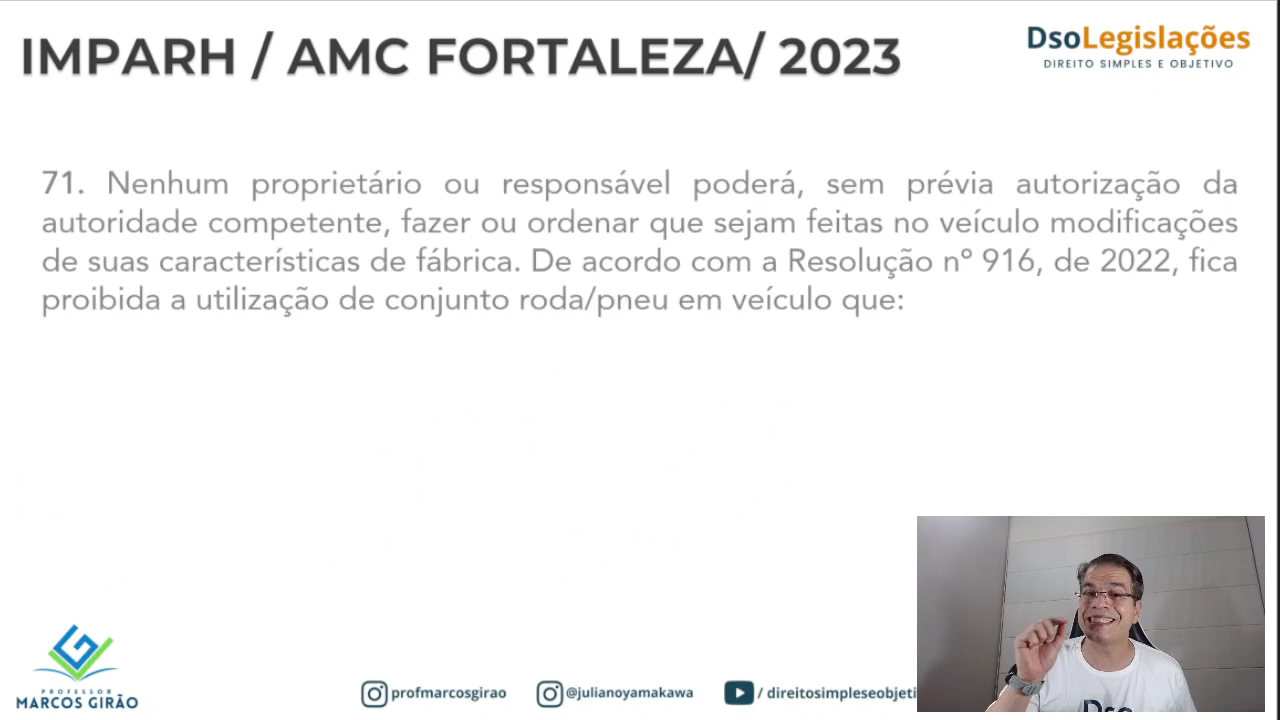 IMPARH / AMC FORTALEZA/ 2023
DsoLegislações
DIREITO SIMPLES E OBJETIVO
71. Nenhum proprietário ou responsável poderá, sem prévia autorização da
autoridade competente, fazer ou ordenar que sejam feitas no veículo modificações
de suas características de fábrica. De acordo com a Resolução nº 916, de 2022, fica
proibida a utilização de conjunto roda/pneu em veículo que:
PROFESSOR
MARCOS GIRÃO
profmarcosgirao
@julianoyamakawa
/ direitosimpleseobjeti
Dso